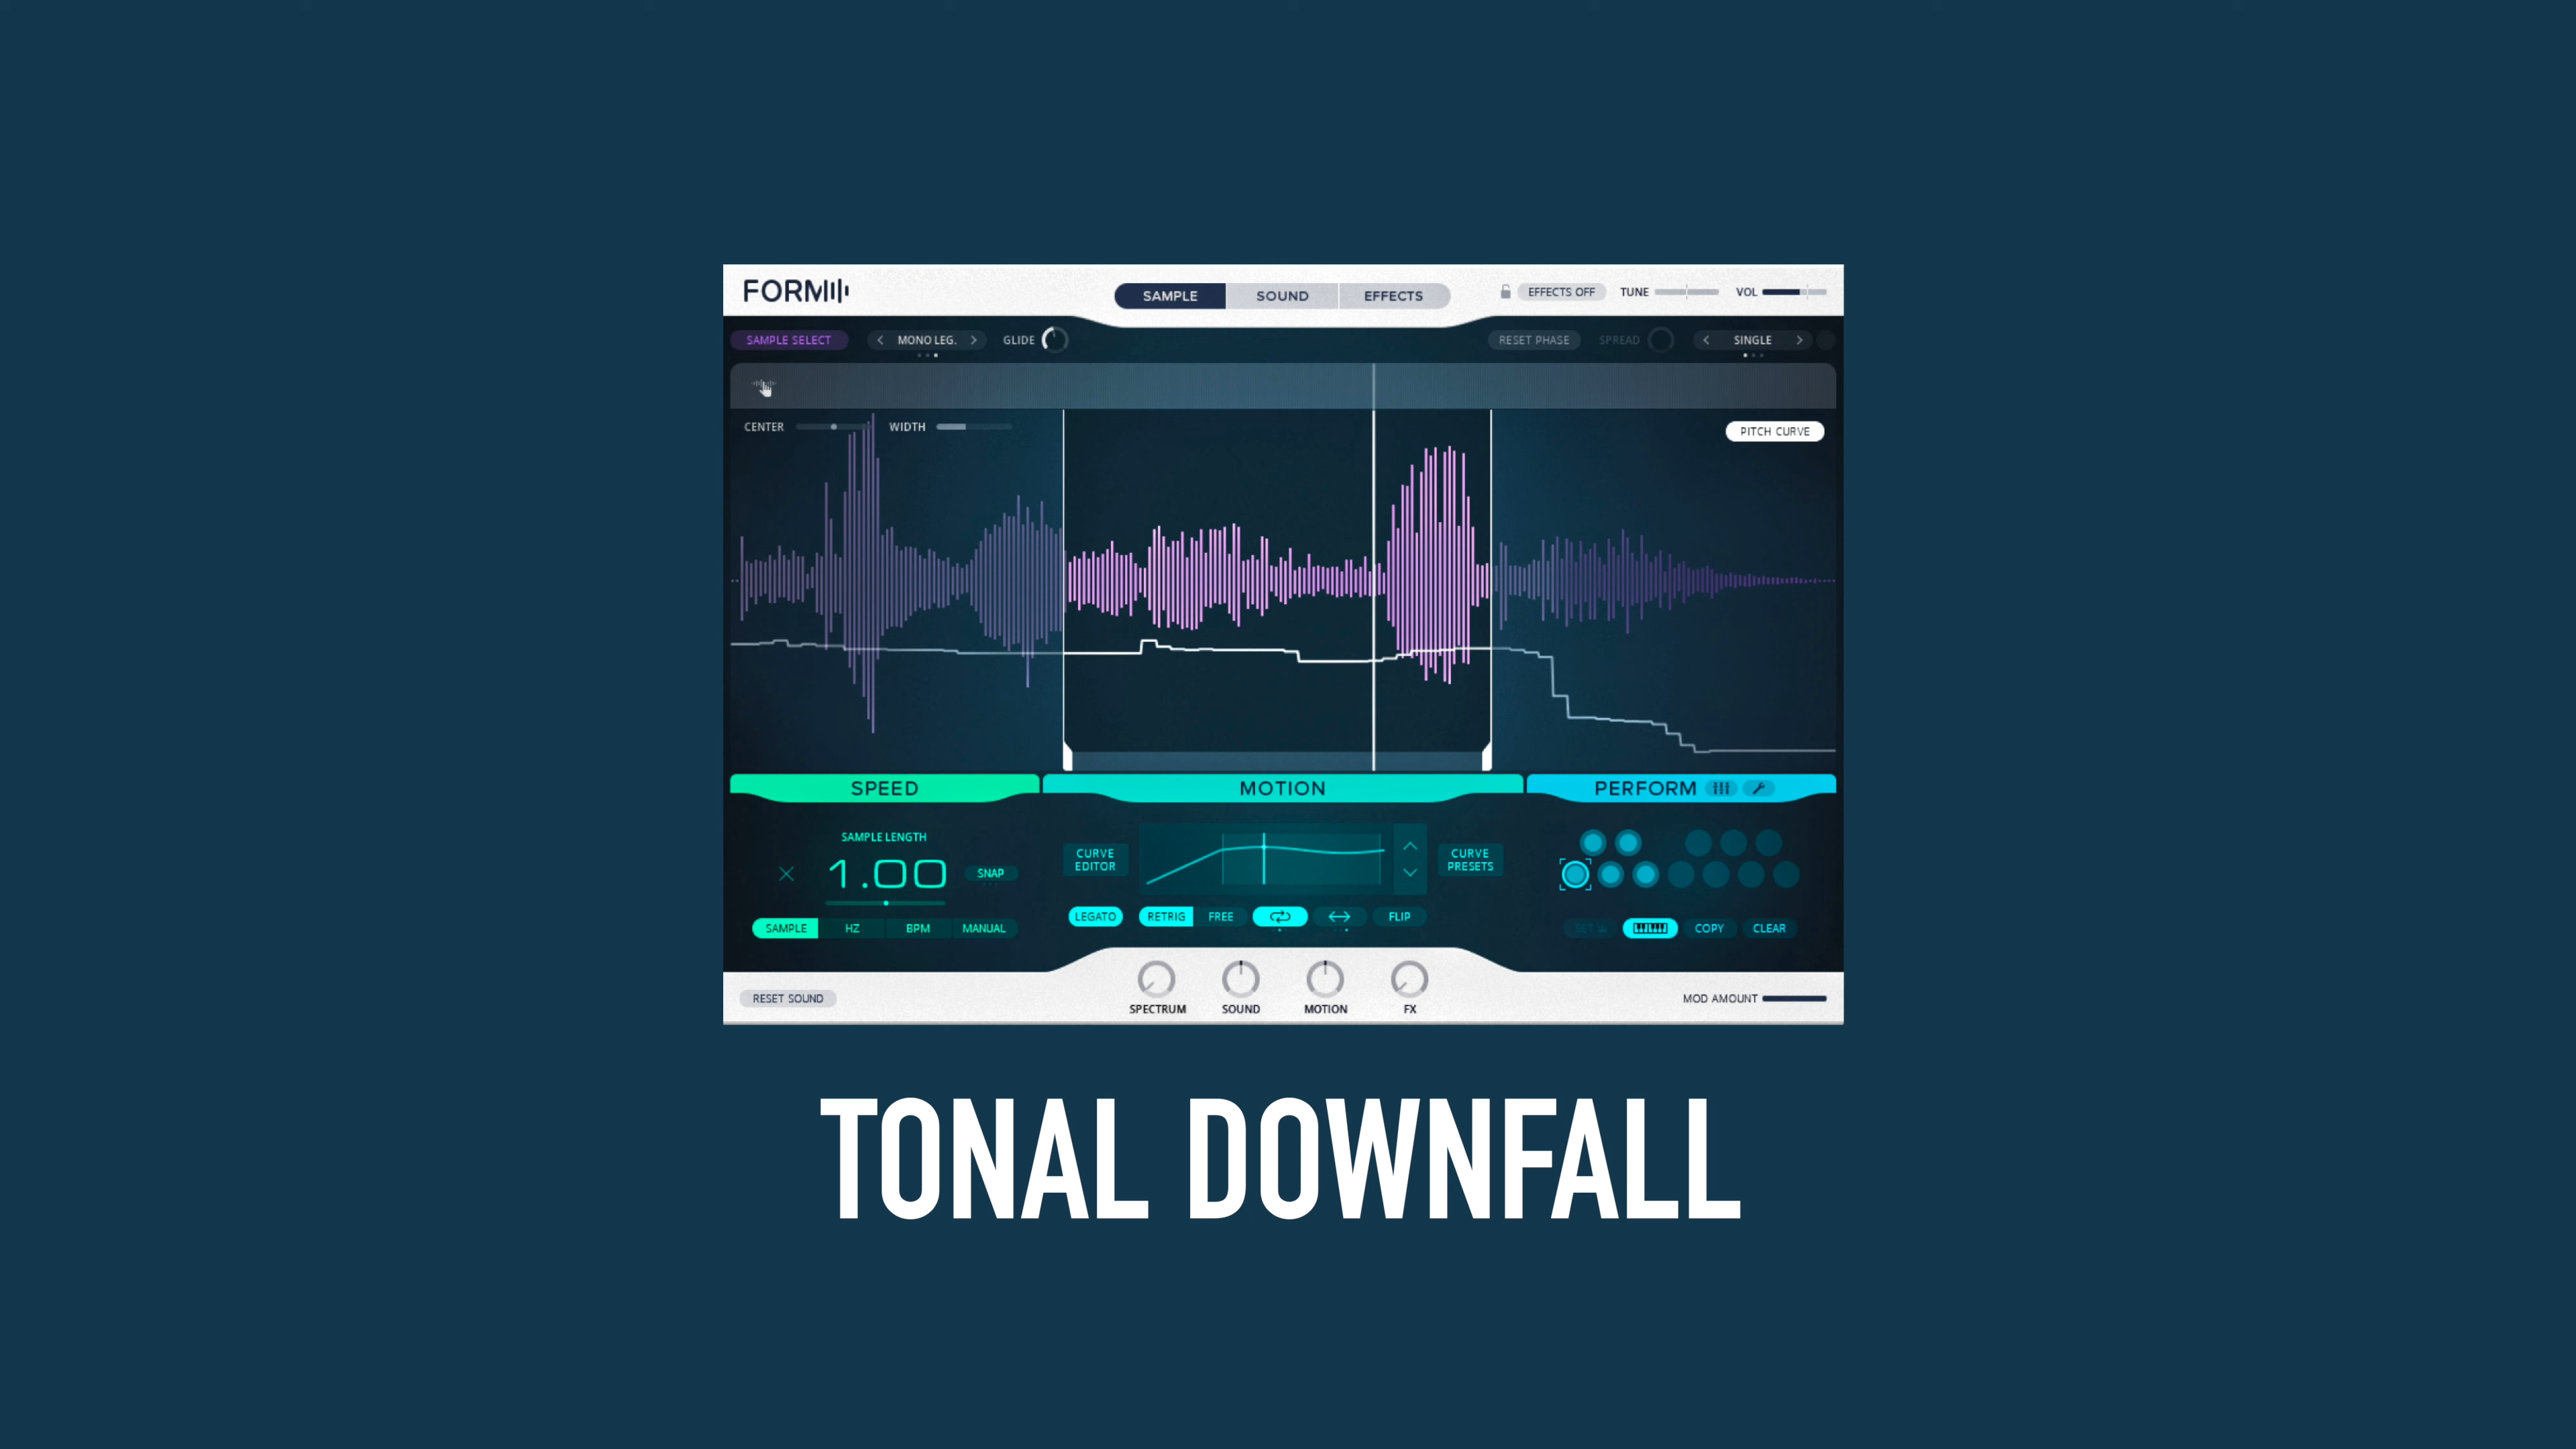 FORM
SAMPLE SOUND EFFECTS
EFFECTS OFF TUNE VOL
SAMPLE SELECT MONO LEG. GLIDE RESET PHASE SPREAD SINGLE
CENTER WIDTH PITCH CURVE
SPEED MOTION PERFORM
SAMPLE LENGTH
1.00
SNAP
SAMPLE HZ BPM MANUAL
CURVE
EDITOR
CURVE
PRESETS
LEGATO RETRIG FREE FLIP
COPY CLEAR
RESET SOUND
SPECTRUM SOUND MOTION FX
MOD AMOUNT
TONAL DOWNFALL